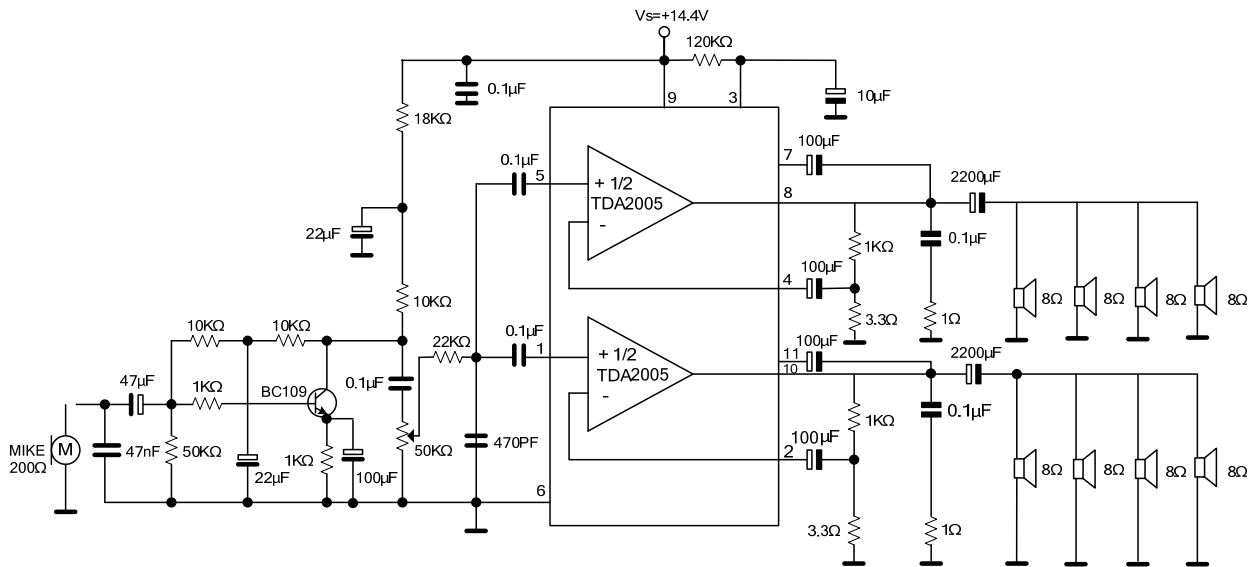 Vs=+14.4V
120KΩ
0.1µF
9
3
10µF
18KΩ
100µF
7
0.1µF
5
+ 1/2
TDA2005
-
8
2200µF
22µF
1KΩ
0.1µF
100µF
4
8Ω
8Ω
8Ω
8Ω
10KΩ
3.3Ω
1Ω
10KΩ
10KΩ
22KΩ
0.1µF
1
+ 1/2
TDA2005
-
100µF
11
10
2200µF
47µF
1KΩ
BC109
0.1µF
1KΩ
0.1µF
MIKE
200Ω
M
47nF
50KΩ
1KΩ
22µF
100µF
50KΩ
470PF
100µF
2
8Ω
8Ω
8Ω
8Ω
6
3.3Ω
1Ω